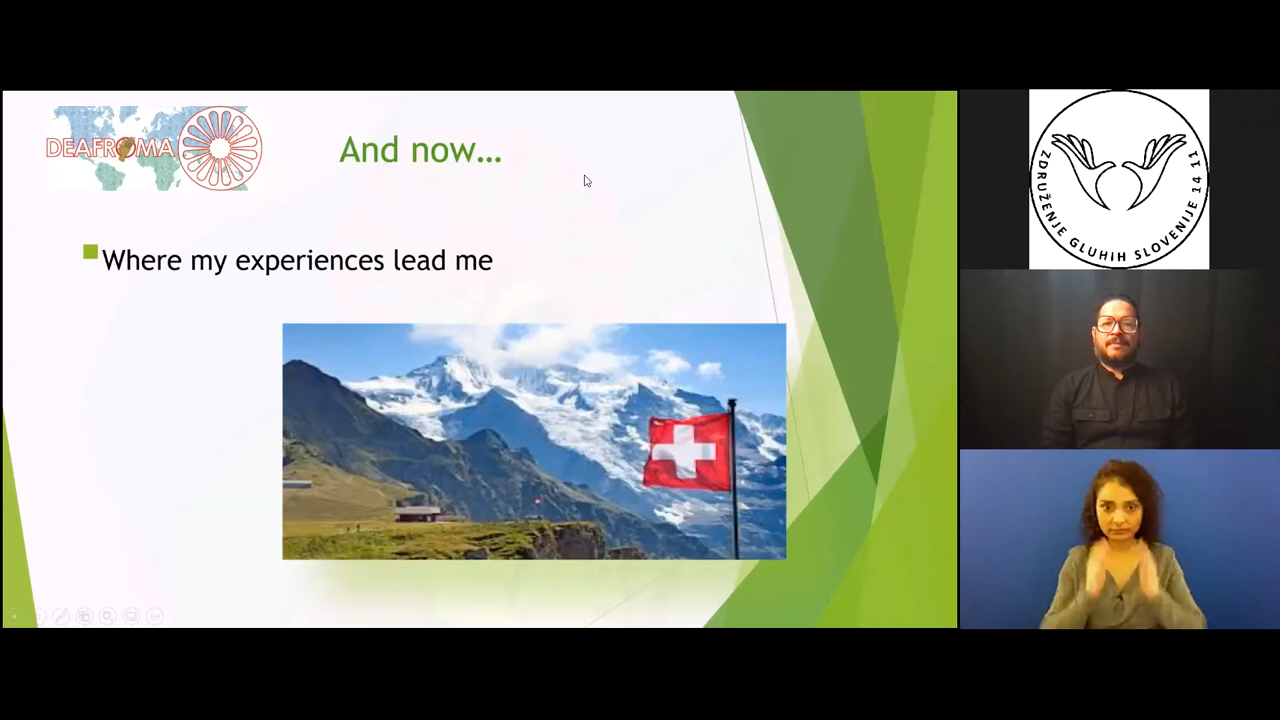 DEAFROMA
And now...
Where my experiences lead me
ZDRUŽENJE GLUHIH SLOVENIJE 14 11